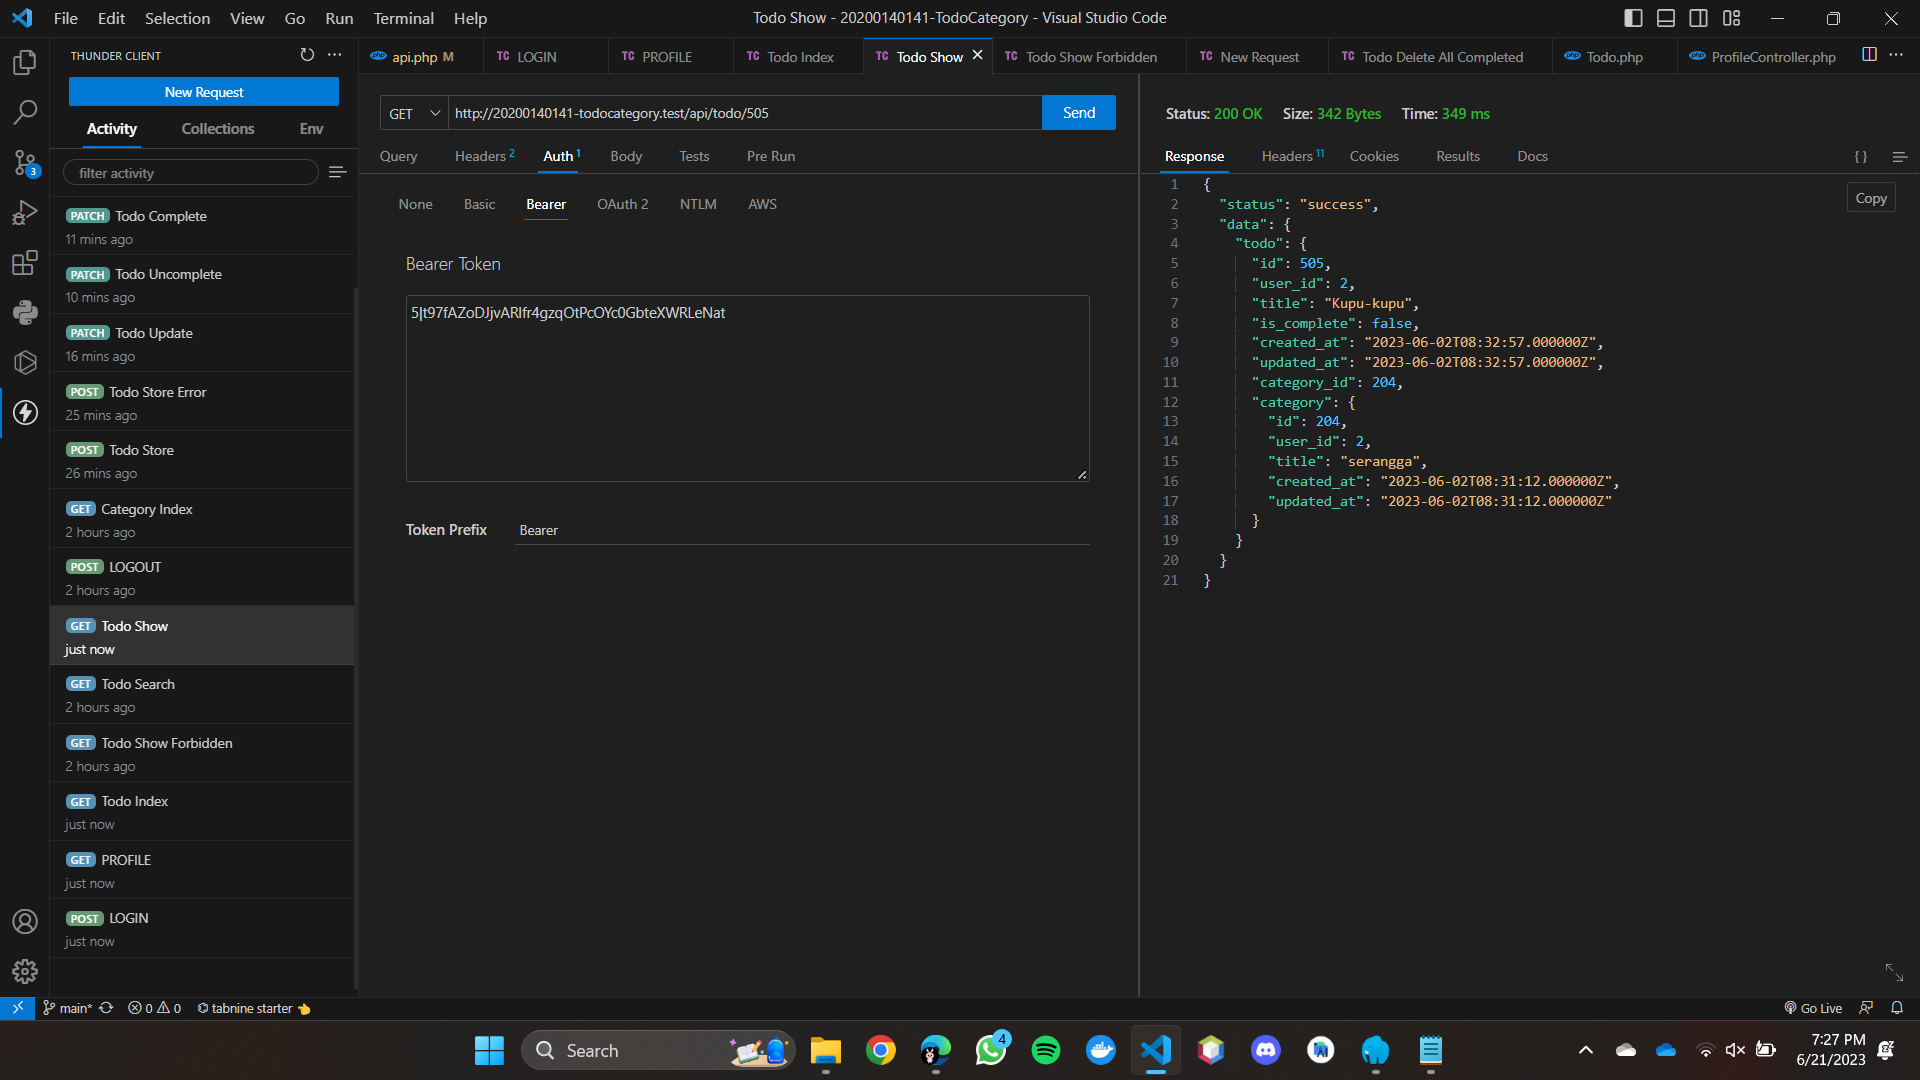 File Edit Selection View Go Run Terminal Help
Todo Show - 20200140141-TodoCategory - Visual Studio Code
THUNDER CLIENT
New Request
Activity Collections Env
filter activity
PATCH Todo Complete
11 mins ago
PATCH Todo Uncomplete
10 mins ago
PATCH Todo Update
16 mins ago
POST Todo Store Error
25 mins ago
POST Todo Store
26 mins ago
GET Category Index
2 hours ago
POST LOGOUT
2 hours ago
GET Todo Show
just now
GET Todo Search
2 hours ago
GET Todo Show Forbidden
2 hours ago
GET Todo Index
just now
GET PROFILE
just now
POST LOGIN
just now
3
php api.php M
TC LOGIN
TC PROFILE
TC Todo Index
TC Todo Show
TC Todo Show Forbidden
TC New Request
TC Todo Delete All Completed
php Todo.php
php ProfileController.php
GET http://20200140141-todocategory.test/api/todo/505 Send
Query Headers 2 Auth 1 Body Tests Pre Run
None Basic Bearer OAuth 2 NTLM AWS
Bearer Token
5|t97fAZoDJjvARIfr4gzqOtPcOYc0GbteXWRLeNat
Token Prefix Bearer
Status: 200 OK Size: 342 Bytes Time: 349 ms
Response Headers 11 Cookies Results Docs { }
Copy
1 {
2 "status": "success",
3 "data": {
4 "todo": {
5 "id": 505,
6 "user_id": 2,
7 "title": "Kupu-kupu",
8 "is_complete": false,
9 "created_at": "2023-06-02T08:32:57.000000Z",
10 "updated_at": "2023-06-02T08:32:57.000000Z",
11 "category_id": 204,
12 "category": {
13 "id": 204,
14 "user_id": 2,
15 "title": "serangga",
16 "created_at": "2023-06-02T08:31:12.000000Z",
17 "updated_at": "2023-06-02T08:31:12.000000Z"
18 }
19 }
20 }
21 }
main* 0 0 tabnine starter
Go Live
Search
4
7:27 PM
6/21/2023